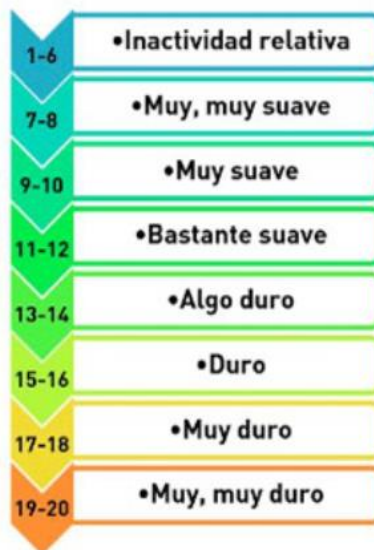 1-6
•Inactividad relativa
7-8
•Muy, muy suave
9-10
•Muy suave
11-12
•Bastante suave
13-14
•Algo duro
15-16
•Duro
17-18
•Muy duro
19-20
•Muy, muy duro